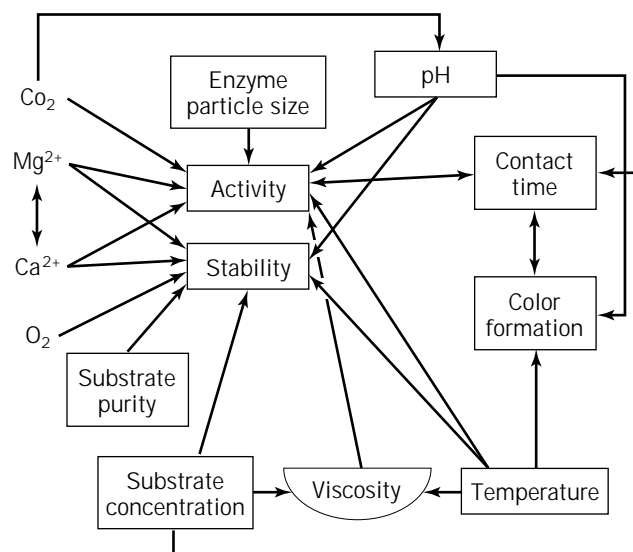 Enzyme
particle size
pH
Co₂
Mg²⁺
Activity
Contact
time
Ca²⁺
Stability
Color
formation
O₂
Substrate
purity
Substrate
concentration
Viscosity
Temperature